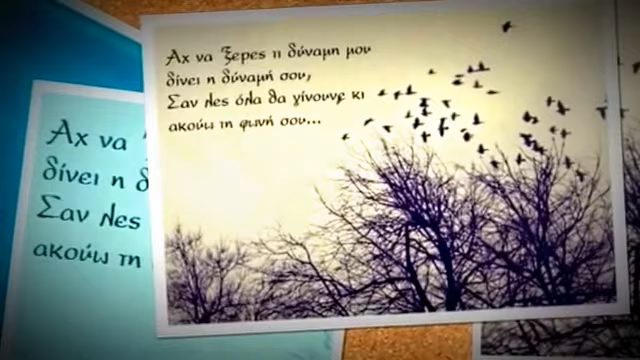 Αχ να 'ξερες τι δύναμη μου
δίνει η δύναμή σου,
Σαν λες όλα θα γίνουνε κι
ακούω τη φωνή σου...
Αχ να
δίνει η δ
Σαν λες
ακούω τη